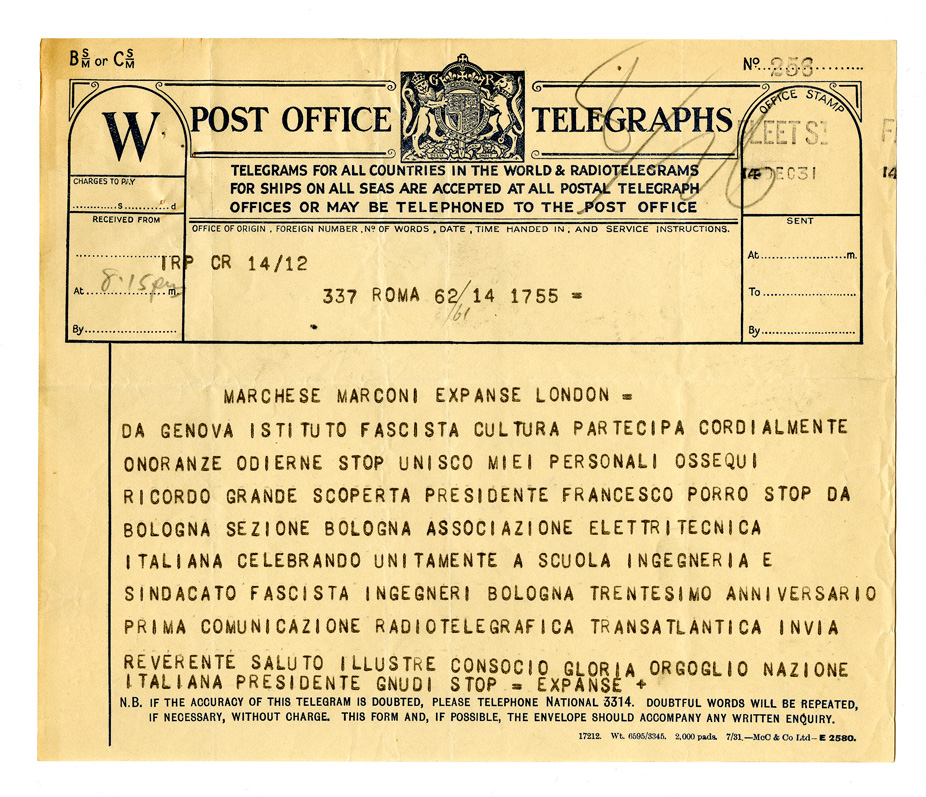 BS/M or CS/M
No. 256
W
POST OFFICE TELEGRAPHS
G R
OFFICE STAMP
LEET ST
14 DEC 31
14
TELEGRAMS FOR ALL COUNTRIES IN THE WORLD & RADIOTELEGRAMS
FOR SHIPS ON ALL SEAS ARE ACCEPTED AT ALL POSTAL TELEGRAPH
OFFICES OR MAY BE TELEPHONED TO THE POST OFFICE
CHARGES TO PAY
s. d
RECEIVED FROM
OFFICE OF ORIGIN, FOREIGN NUMBER, No OF WORDS, DATE, TIME HANDED IN, AND SERVICE INSTRUCTIONS.
SENT
At m.
To
By
IRP CR 14/12
At 8.15pm m.
By
337 ROMA 62/14 1755 =
/61
MARCHESE MARCONI EXPANSE LONDON =
DA GENOVA ISTITUTO FASCISTA CULTURA PARTECIPA CORDIALMENTE
ONORANZE ODIERNE STOP UNISCO MIEI PERSONALI OSSEQUI
RICORDO GRANDE SCOPERTA PRESIDENTE FRANCESCO PORRO STOP DA
BOLOGNA SEZIONE BOLOGNA ASSOCIAZIONE ELETTRITECNICA
ITALIANA CELEBRANDO UNITAMENTE A SCUOLA INGEGNERIA E
SINDACATO FASCISTA INGEGNERI BOLOGNA TRENTESIMO ANNIVERSARIO
PRIMA COMUNICAZIONE RADIOTELEGRAFICA TRANSATLANTICA INVIA
REVERENTE SALUTO ILLUSTRE CONSOCIO GLORIA ORGOGLIO NAZIONE
ITALIANA PRESIDENTE GNUDI STOP = EXPANSE +
N.B. IF THE ACCURACY OF THIS TELEGRAM IS DOUBTED, PLEASE TELEPHONE NATIONAL 3314. DOUBTFUL WORDS WILL BE REPEATED,
IF NECESSARY, WITHOUT CHARGE. THIS FORM AND, IF POSSIBLE, THE ENVELOPE SHOULD ACCOMPANY ANY WRITTEN ENQUIRY.
17212. Wt. 6595/3345. 2,000 pads. 7/31.—McC & Co Ltd—E 2580.